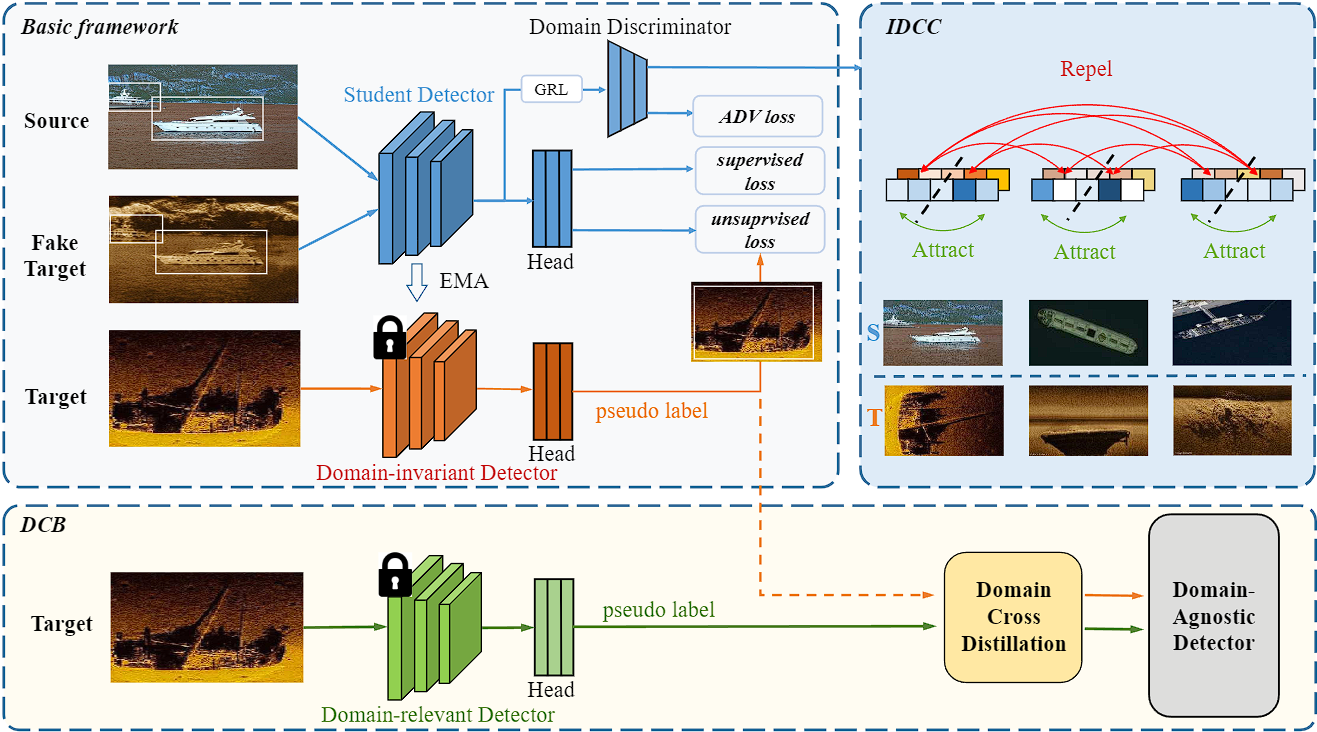 Basic framework
Source
Fake
Target
Target
Student Detector
GRL
Domain Discriminator
ADV loss
supervised
loss
unsuprvised
loss
Head
EMA
Head
pseudo label
Domain-invariant Detector
IDCC
Repel
Attract
Attract
Attract
S
T
DCB
Target
Head
pseudo label
Domain-relevant Detector
Domain
Cross
Distillation
Domain-
Agnostic
Detector